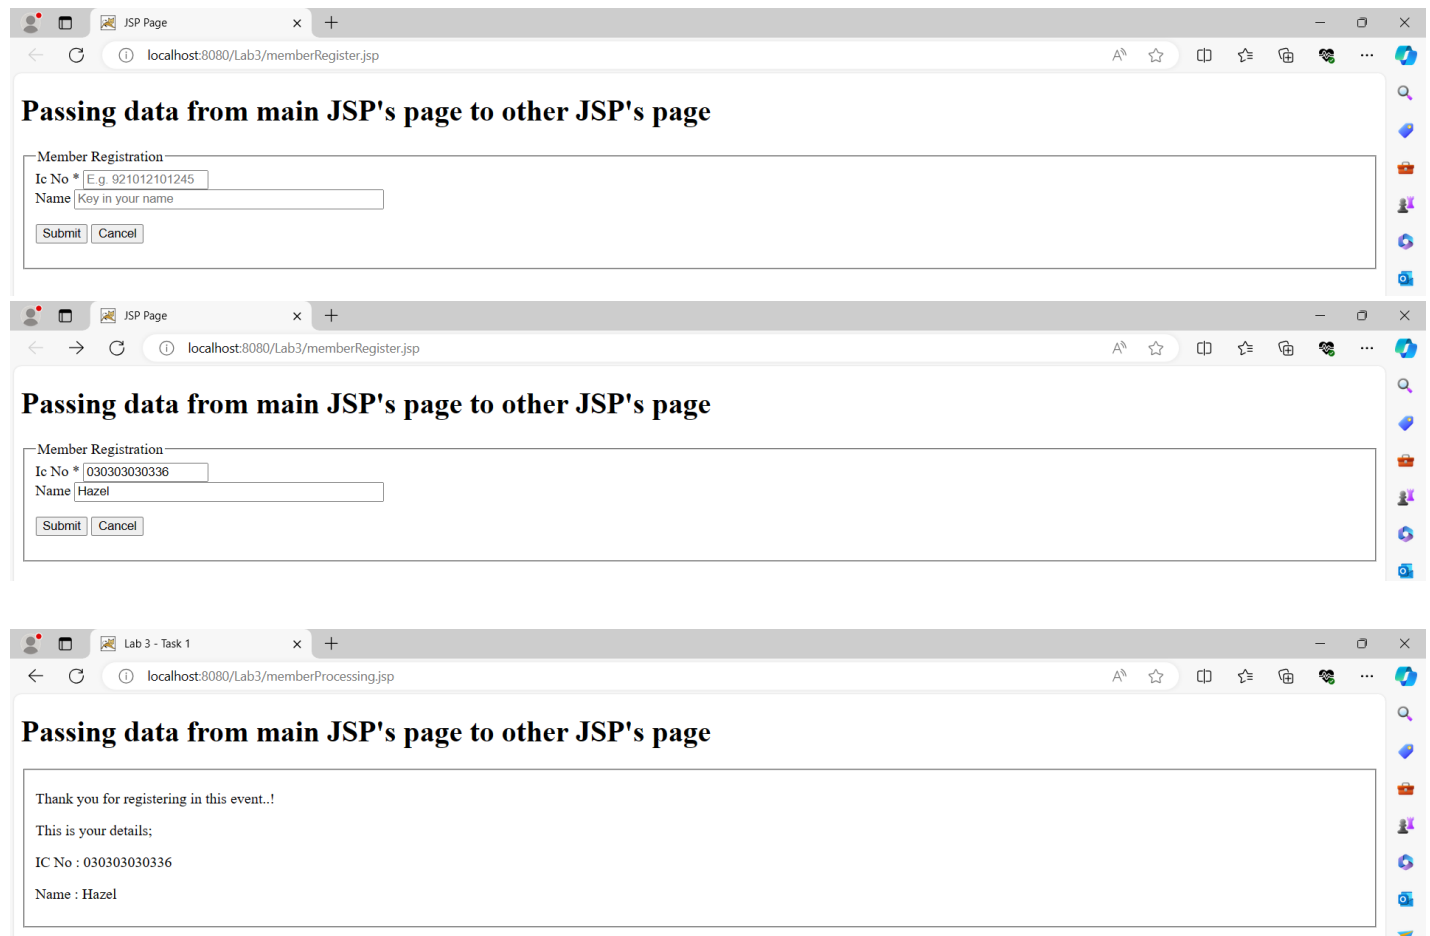 JSP Page
localhost:8080/Lab3/memberRegister.jsp
Passing data from main JSP's page to other JSP's page
Member Registration
Ic No * E.g. 921012101245
Name Key in your name
Submit Cancel
JSP Page
localhost:8080/Lab3/memberRegister.jsp
Passing data from main JSP's page to other JSP's page
Member Registration
Ic No * 030303030336
Name Hazel
Submit Cancel
Lab 3 - Task 1
localhost:8080/Lab3/memberProcessing.jsp
Passing data from main JSP's page to other JSP's page
Thank you for registering in this event..!
This is your details;
IC No : 030303030336
Name : Hazel